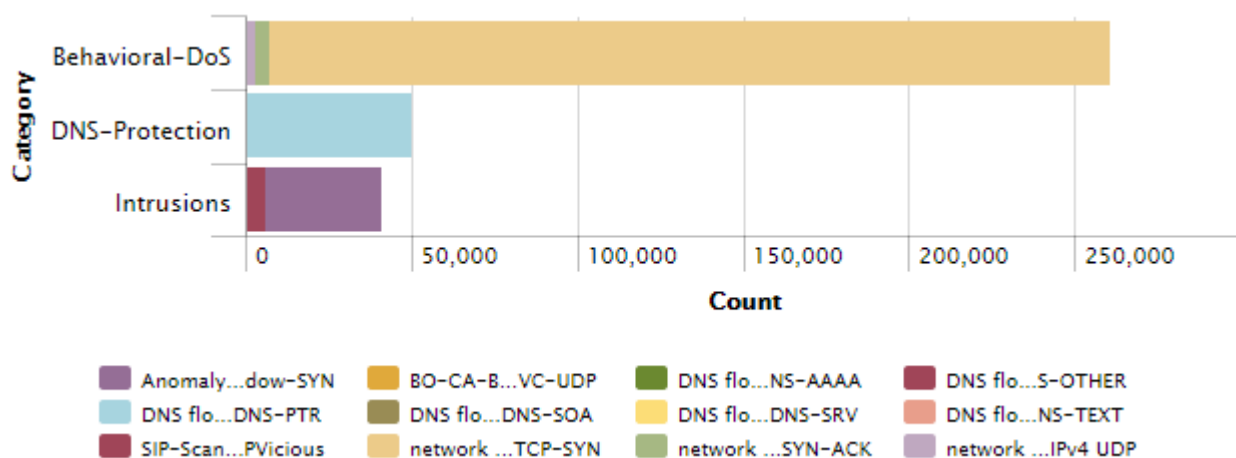 Category
Behavioral-DoS
DNS-Protection
Intrusions
0 50,000 100,000 150,000 200,000 250,000
Count
Anomaly...dow-SYN BO-CA-B...VC-UDP DNS flo...NS-AAAA DNS flo...S-OTHER
DNS flo...DNS-PTR DNS flo...DNS-SOA DNS flo...DNS-SRV DNS flo...NS-TEXT
SIP-Scan...PVicious network ...TCP-SYN network ...SYN-ACK network ...IPv4 UDP